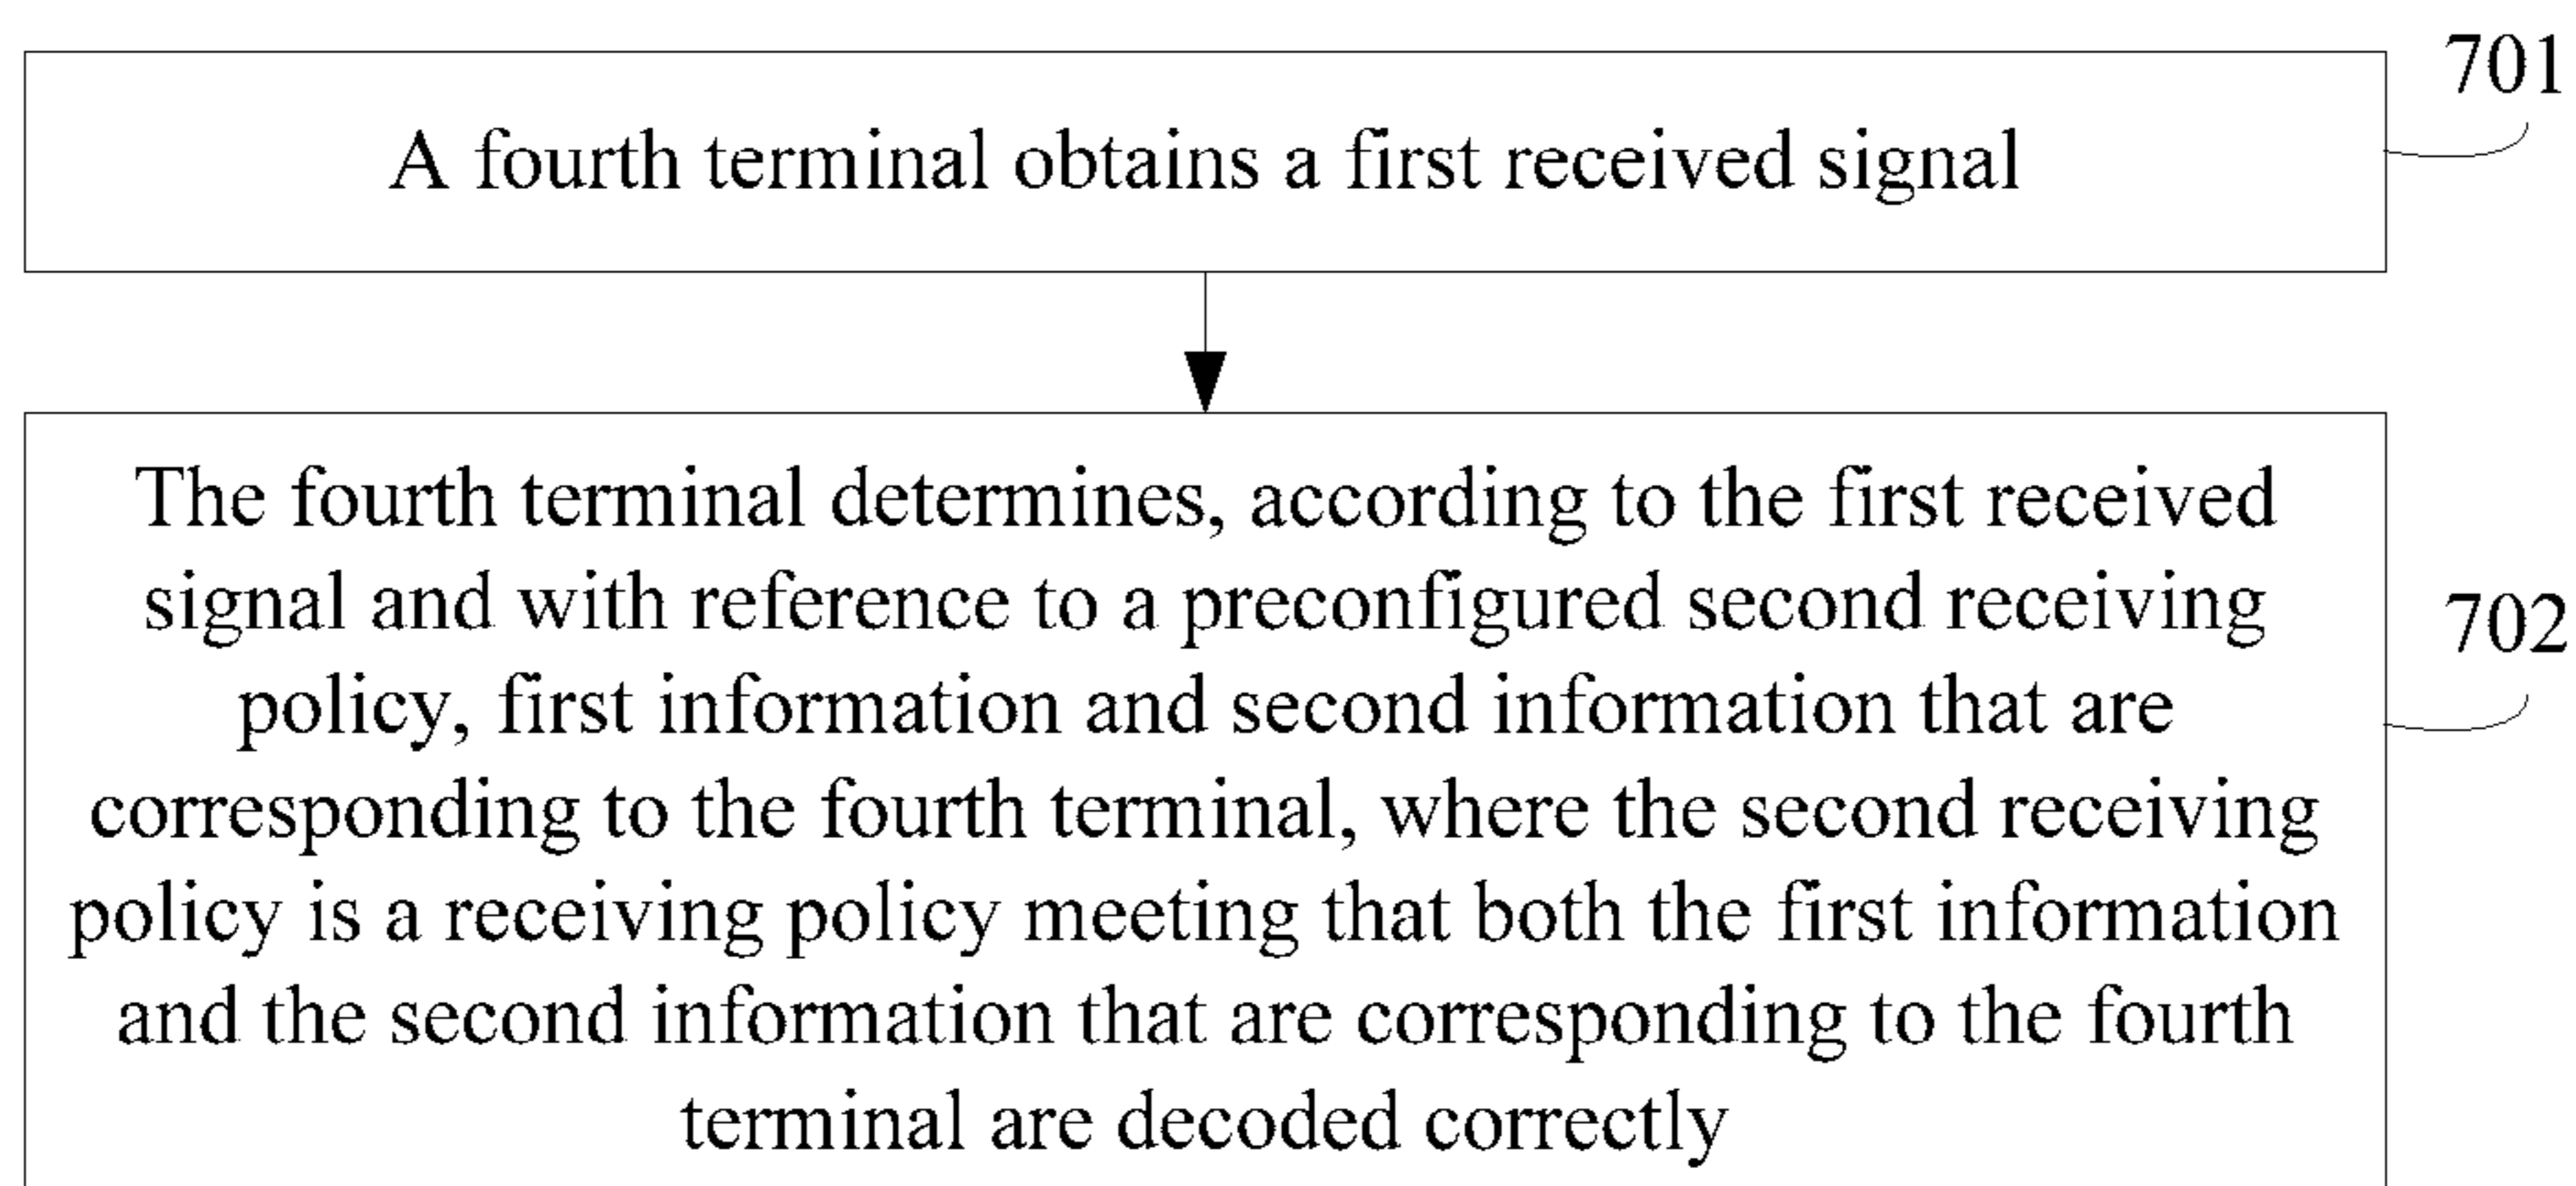 701
A fourth terminal obtains a first received signal
The fourth terminal determines, according to the first received
signal and with reference to a preconfigured second receiving
policy, first information and second information that are
corresponding to the fourth terminal, where the second receiving
policy is a receiving policy meeting that both the first information
and the second information that are corresponding to the fourth
terminal are decoded correctly
702